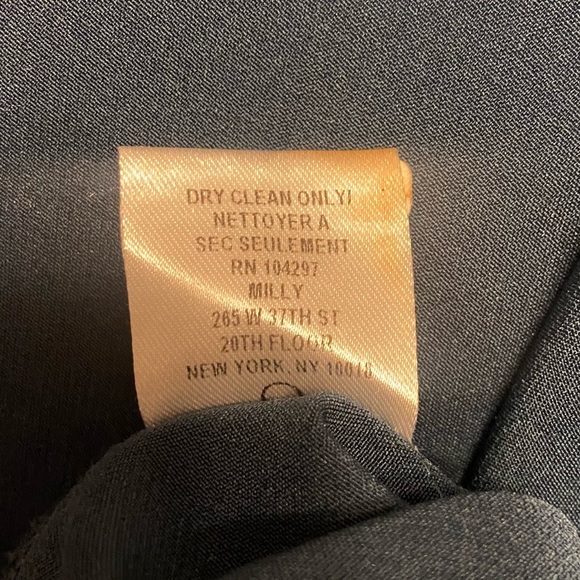 DRY CLEAN ONLY!
NETTOYER A
SEC SEULEMENT
RN 104297
MILLY
265 W 37TH ST
20TH FLOOR
NEW YORK, NY 10018